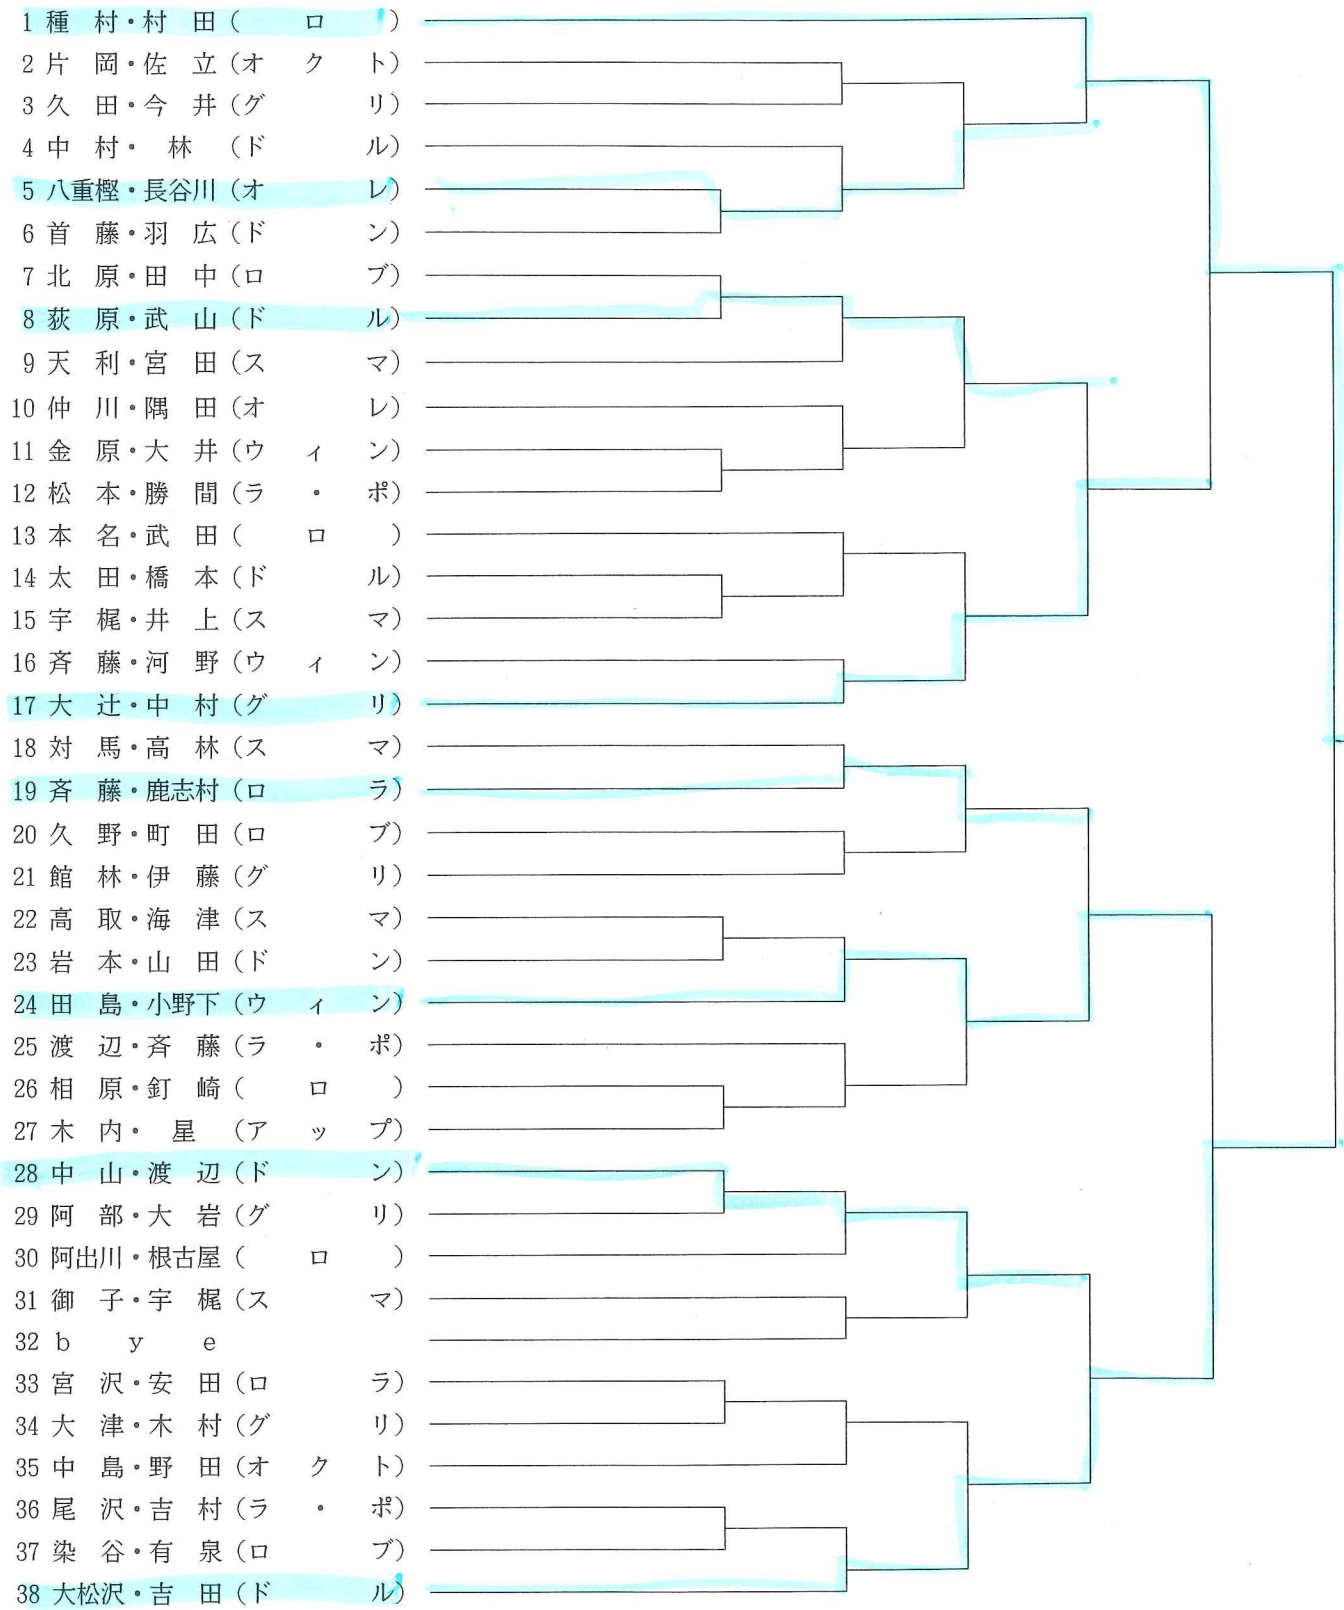 1 種村・村田(ロ)
2 片岡・佐立(オクト)
3 久田・今井(グリ)
4 中村・林(ドル)
5 八重樫・長谷川(オレ)
6 首藤・羽広(ドン)
7 北原・田中(ロブ)
8 荻原・武山(ドル)
9 天利・宮田(スマ)
10 仲川・隅田(オレ)
11 金原・大井(ウィン)
12 松本・勝間(ラ・ポ)
13 本名・武田(ロ)
14 太田・橋本(ドル)
15 宇梶・井上(スマ)
16 斉藤・河野(ウィン)
17 大辻・中村(グリ)
18 対馬・高林(スマ)
19 斉藤・鹿志村(ロラ)
20 久野・町田(ロブ)
21 館林・伊藤(グリ)
22 高取・海津(スマ)
23 岩本・山田(ドン)
24 田島・小野下(ウィン)
25 渡辺・斉藤(ラ・ポ)
26 相原・釘崎(ロ)
27 木内・星(アップ)
28 中山・渡辺(ドン)
29 阿部・大岩(グリ)
30 阿出川・根古屋(ロ)
31 御子・宇梶(スマ)
32 bye
33 宮沢・安田(ロラ)
34 大津・木村(グリ)
35 中島・野田(オクト)
36 尾沢・吉村(ラ・ポ)
37 染谷・有泉(ロブ)
38 大松沢・吉田(ドル)